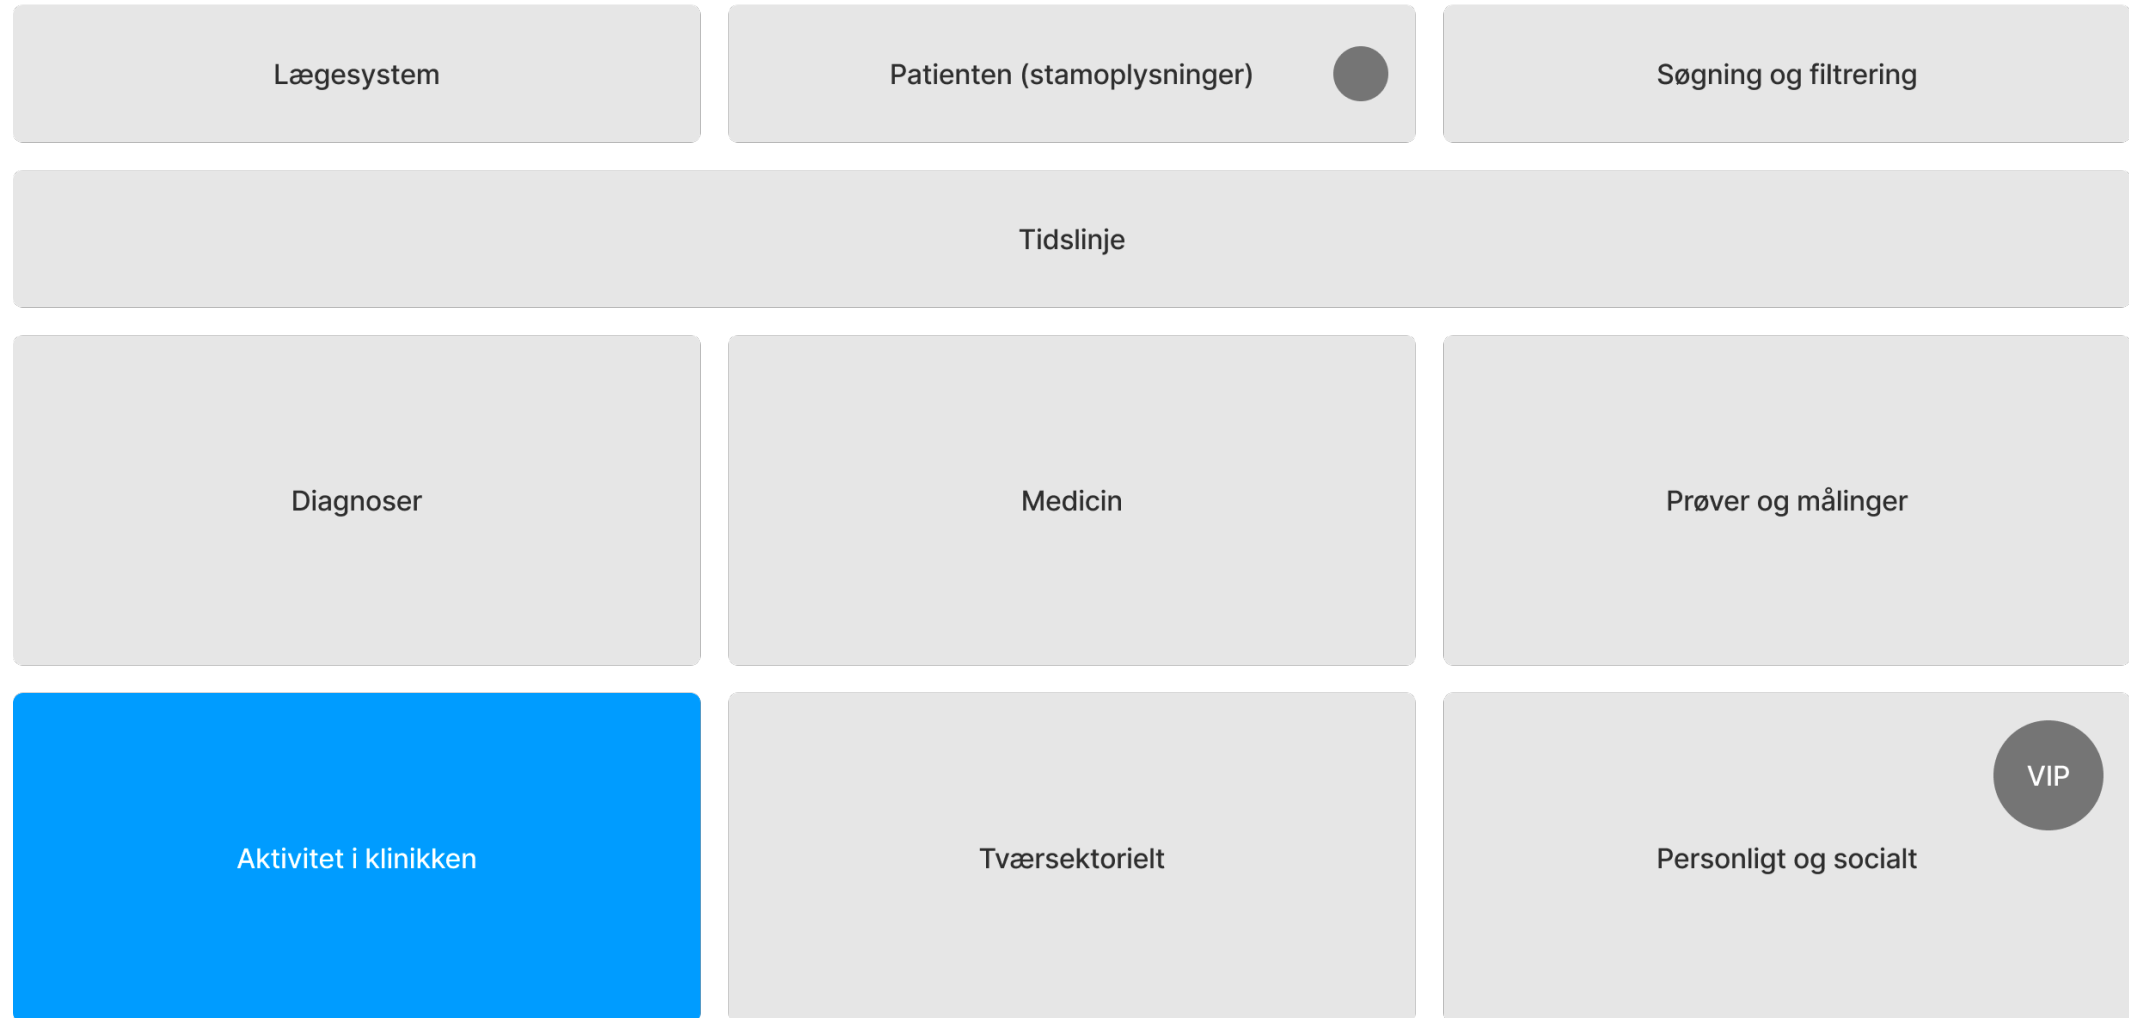 Lægesystem
Patienten (stamoplysninger)
Søgning og filtrering
Tidslinje
Diagnoser
Medicin
Prøver og målinger
Aktivitet i klinikken
Tværsektorielt
VIP
Personligt og socialt